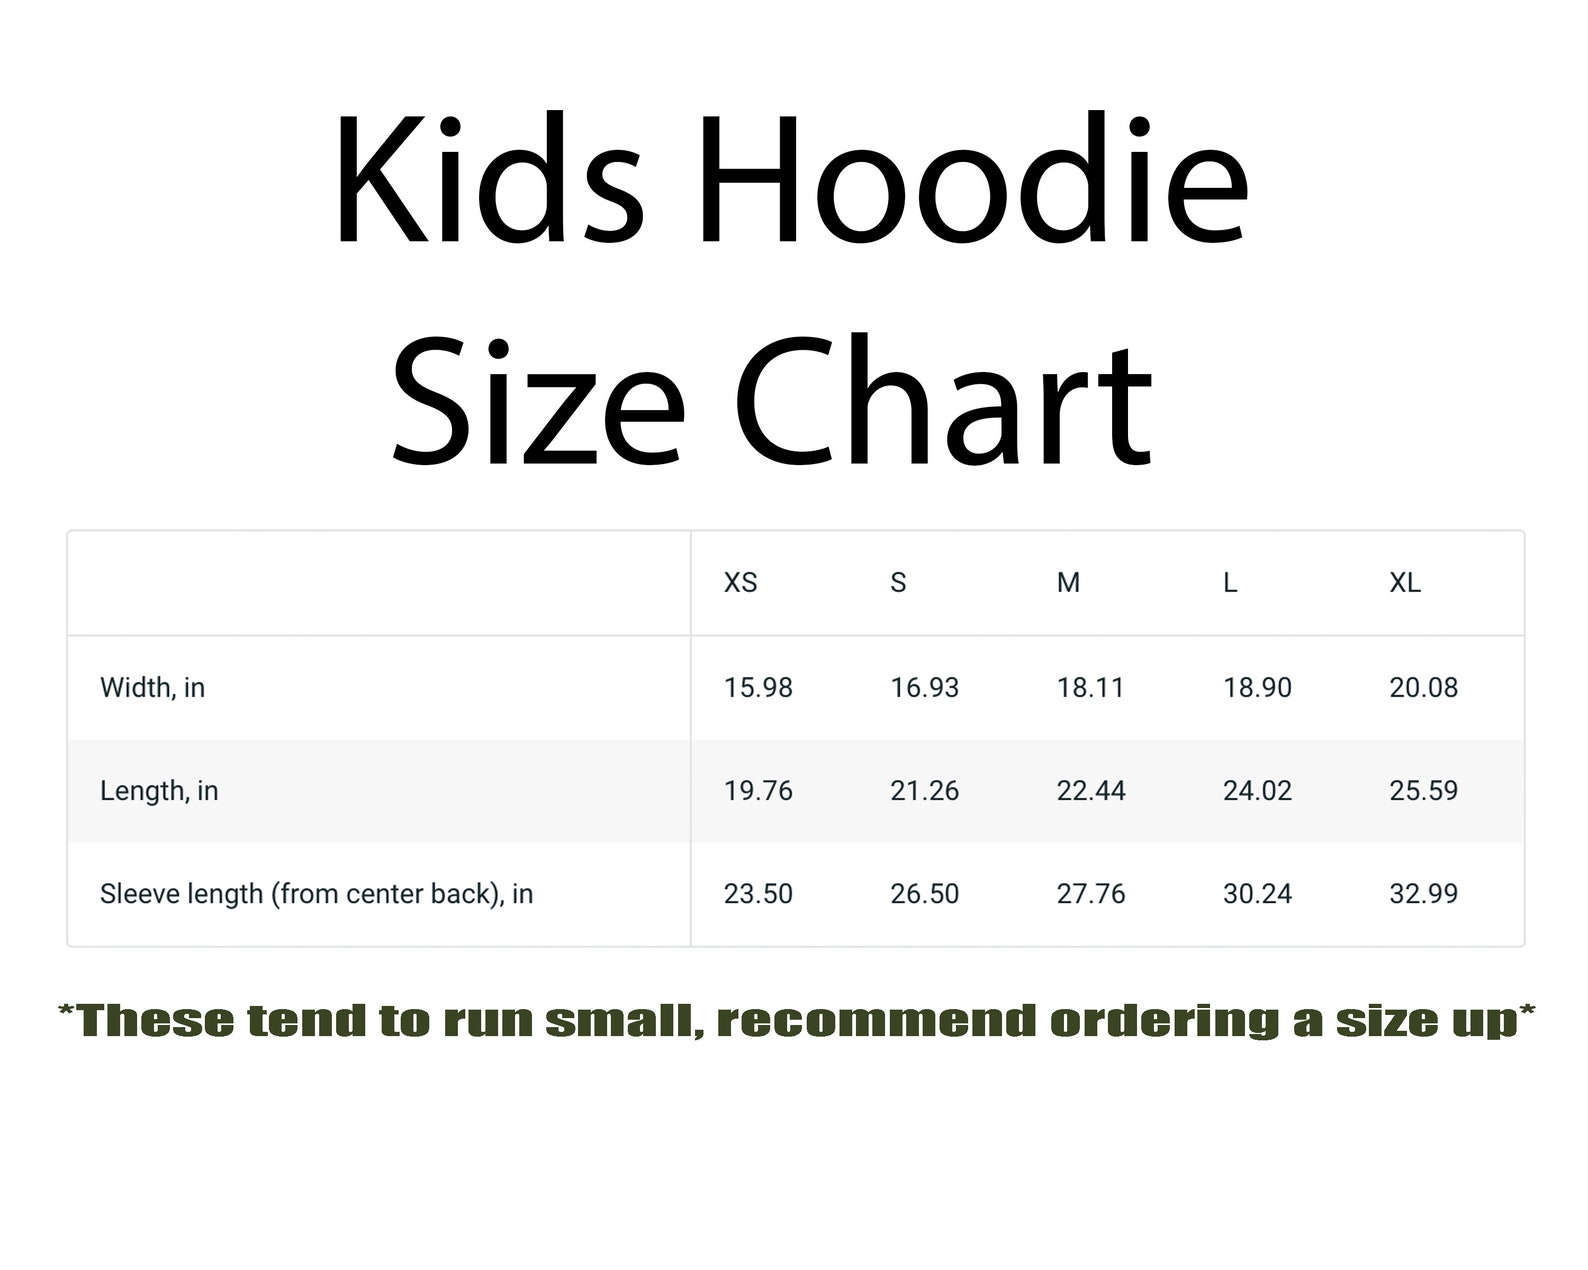 Kids Hoodie
Size Chart
XS S M L XL
Width, in 15.98 16.93 18.11 18.90 20.08
Length, in 19.76 21.26 22.44 24.02 25.59
Sleeve length (from center back), in 23.50 26.50 27.76 30.24 32.99
*These tend to run small, recommend ordering a size up*